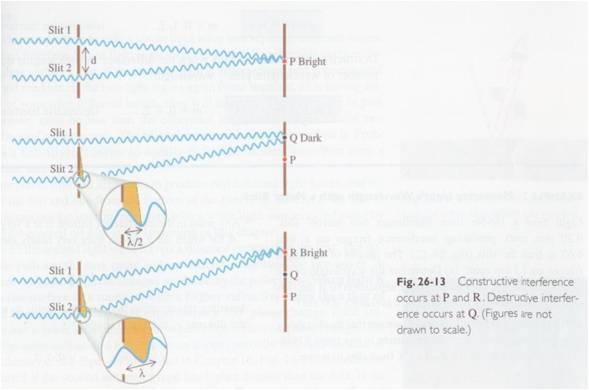 Slit 1
d
Slit 2
P Bright
Slit 1
Q Dark
P
Slit 2
λ/2
R Bright
Slit 1
Q
P
Slit 2
λ
Fig. 26-13 Constructive interference
occurs at P and R. Destructive interfer-
ence occurs at Q. (Figures are not
drawn to scale.)